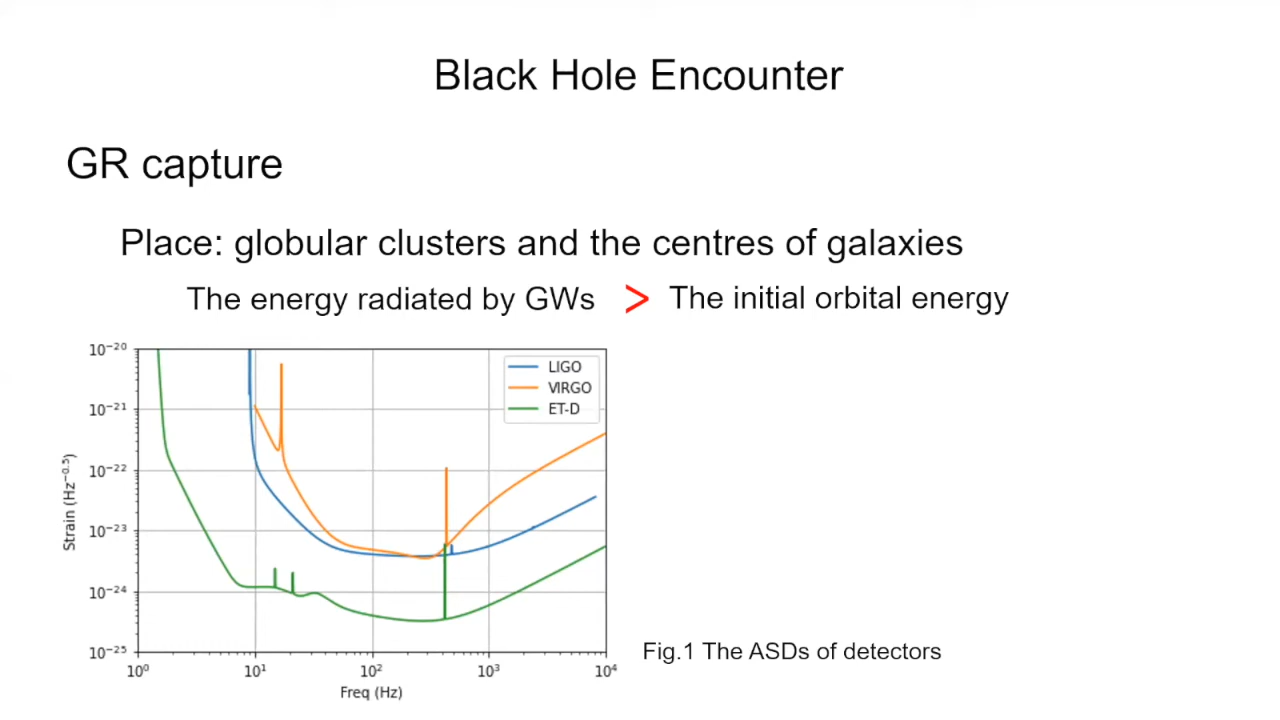 Black Hole Encounter
GR capture
Place: globular clusters and the centres of galaxies
The energy radiated by GWs > The initial orbital energy
10⁻²⁰
10⁻²¹
10⁻²²
10⁻²³
10⁻²⁴
10⁻²⁵
Strain (Hz⁻⁰·⁵)
LIGO
VIRGO
ET-D
10⁰ 10¹ 10² 10³ 10⁴
Freq (Hz)
Fig.1 The ASDs of detectors